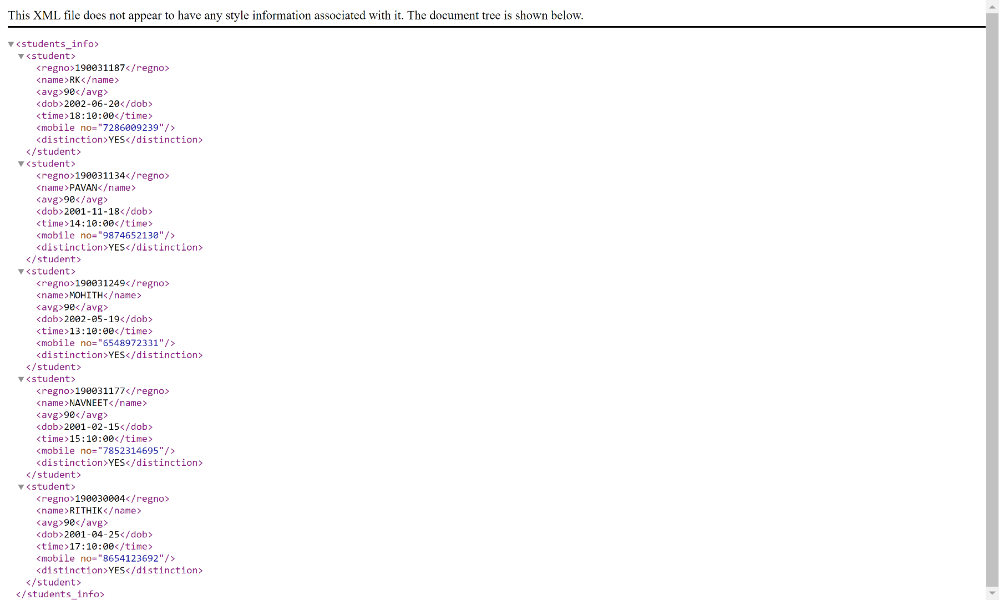 This XML file does not appear to have any style information associated with it. The document tree is shown below.
▼<students_info>
▼<student>
<regno>190031187</regno>
<name>RK</name>
<avg>90</avg>
<dob>2002-06-20</dob>
<time>18:10:00</time>
<mobile no="7286009239"/>
<distinction>YES</distinction>
</student>
▼<student>
<regno>190031134</regno>
<name>PAVAN</name>
<avg>90</avg>
<dob>2001-11-18</dob>
<time>14:10:00</time>
<mobile no="9874652130"/>
<distinction>YES</distinction>
</student>
▼<student>
<regno>190031249</regno>
<name>MOHITH</name>
<avg>90</avg>
<dob>2002-05-19</dob>
<time>13:10:00</time>
<mobile no="6548972331"/>
<distinction>YES</distinction>
</student>
▼<student>
<regno>190031177</regno>
<name>NAVNEET</name>
<avg>90</avg>
<dob>2001-02-15</dob>
<time>15:10:00</time>
<mobile no="7852314695"/>
<distinction>YES</distinction>
</student>
▼<student>
<regno>190030004</regno>
<name>RITHIK</name>
<avg>90</avg>
<dob>2001-04-25</dob>
<time>17:10:00</time>
<mobile no="8654123692"/>
<distinction>YES</distinction>
</student>
</students_info>